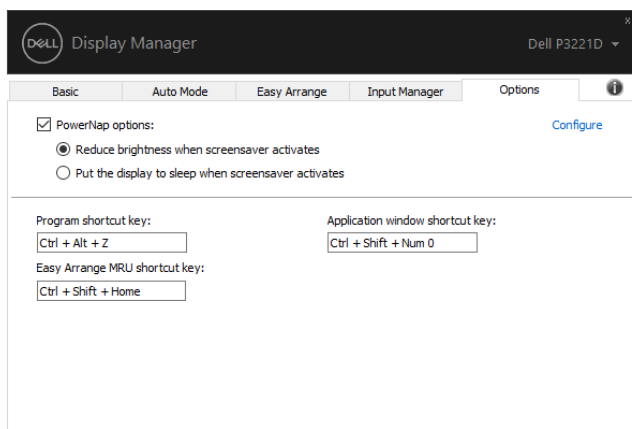 x
DELL Display Manager
Dell P3221D
Basic
Auto Mode
Easy Arrange
Input Manager
Options
i
PowerNap options:
Configure
Reduce brightness when screensaver activates
Put the display to sleep when screensaver activates
Program shortcut key:
Application window shortcut key:
Ctrl + Alt + Z
Ctrl + Shift + Num 0
Easy Arrange MRU shortcut key:
Ctrl + Shift + Home